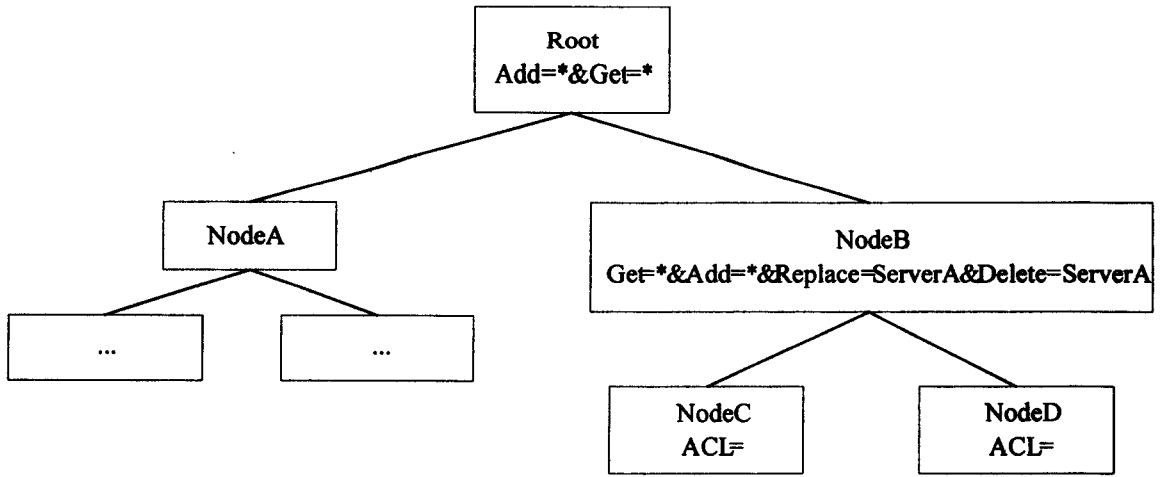 Root
Add=*&Get=*
NodeA
NodeB
Get=*&Add=*&Replace=ServerA&Delete=ServerA
...
...
NodeC
ACL=
NodeD
ACL=